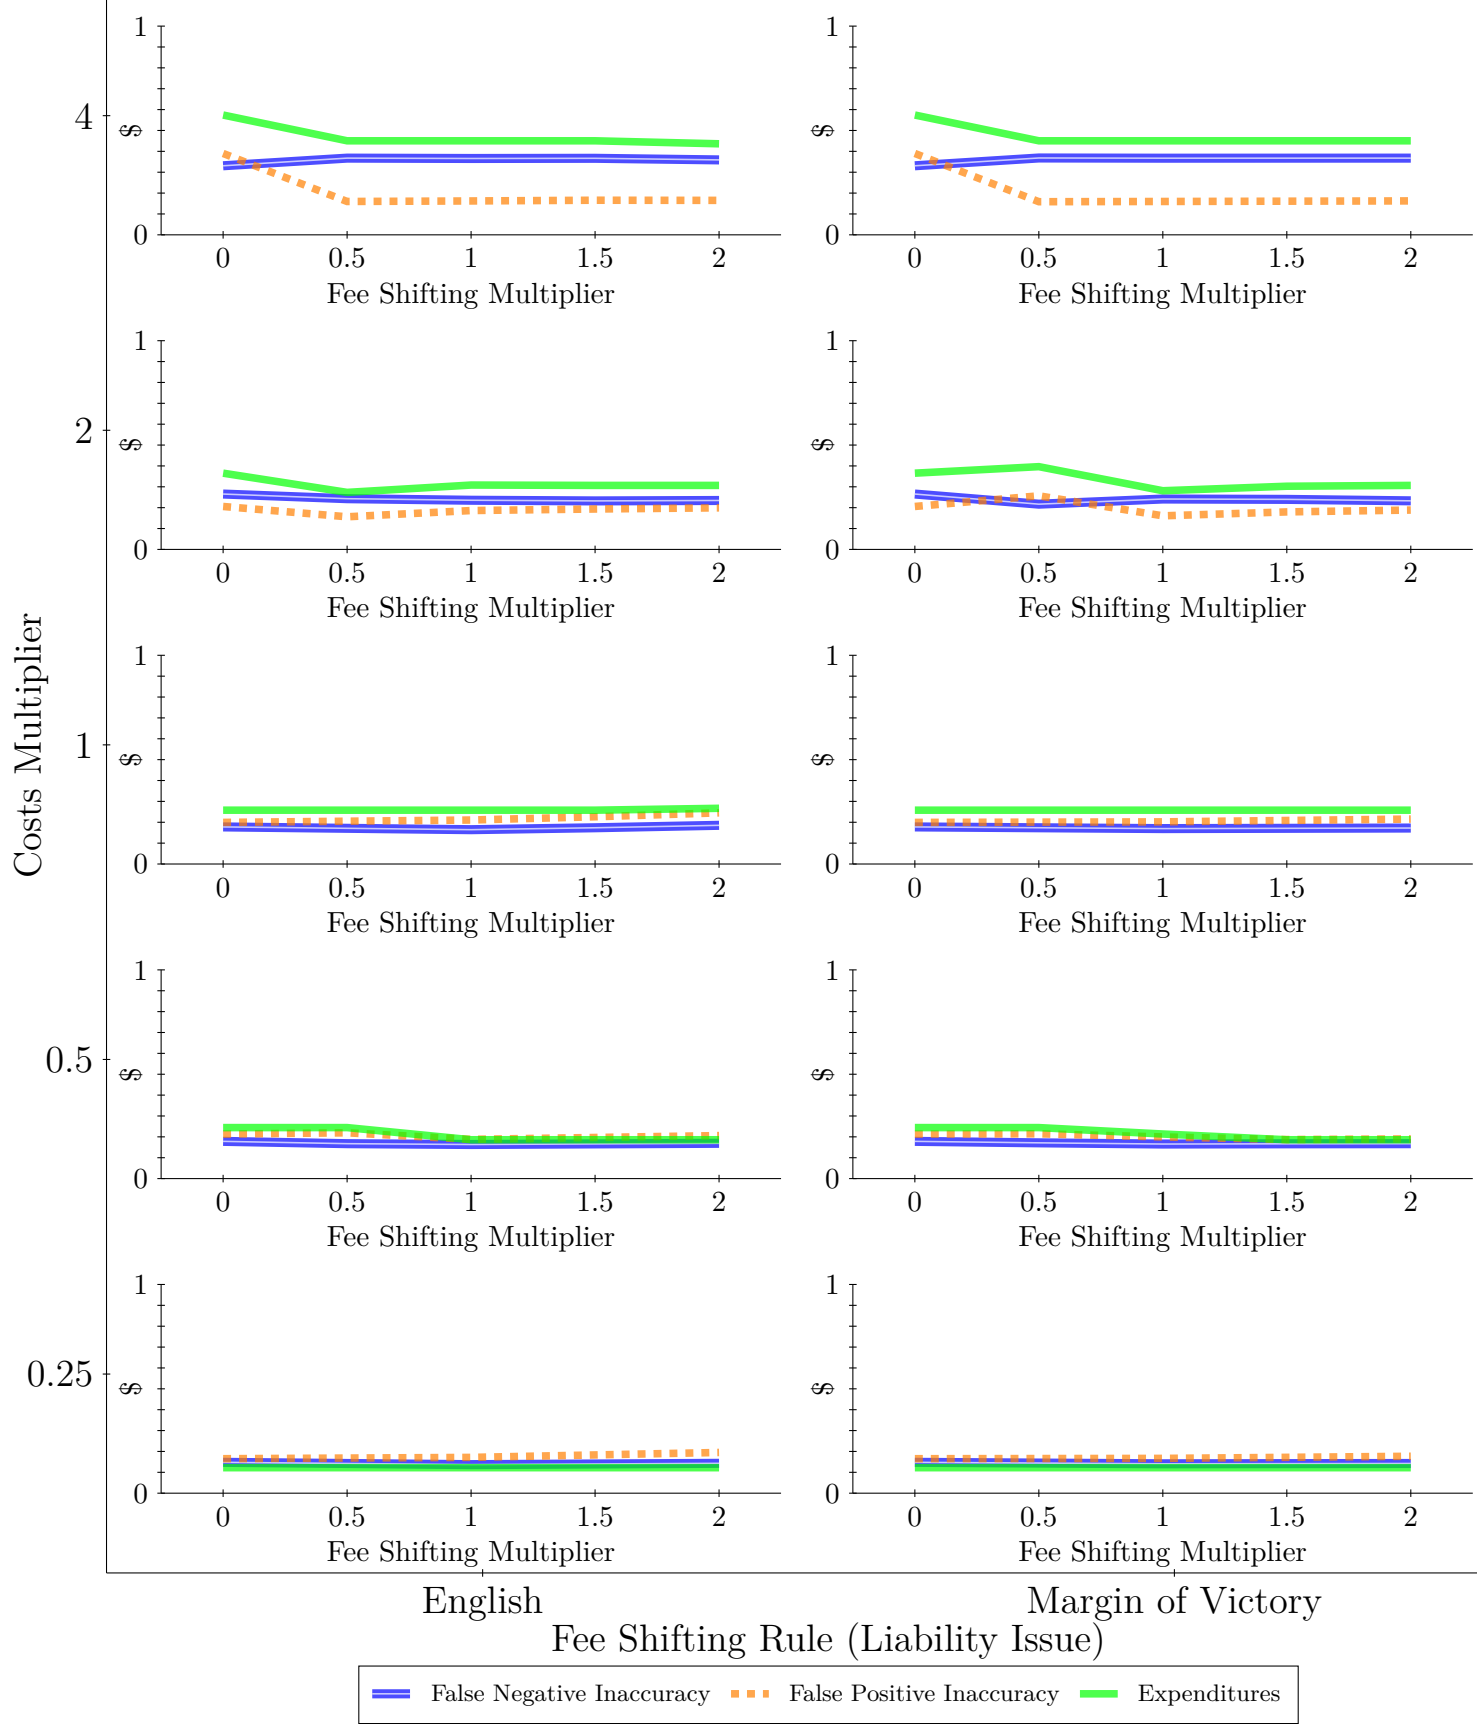 Costs Multiplier
4
1
$
0
0 0.5 1 1.5 2
Fee Shifting Multiplier
1
$
0
0 0.5 1 1.5 2
Fee Shifting Multiplier
2
1
$
0
0 0.5 1 1.5 2
Fee Shifting Multiplier
1
$
0
0 0.5 1 1.5 2
Fee Shifting Multiplier
1
1
$
0
0 0.5 1 1.5 2
Fee Shifting Multiplier
1
$
0
0 0.5 1 1.5 2
Fee Shifting Multiplier
0.5
1
$
0
0 0.5 1 1.5 2
Fee Shifting Multiplier
1
$
0
0 0.5 1 1.5 2
Fee Shifting Multiplier
0.25
1
$
0
0 0.5 1 1.5 2
Fee Shifting Multiplier
1
$
0
0 0.5 1 1.5 2
Fee Shifting Multiplier
English Margin of Victory
Fee Shifting Rule (Liability Issue)
False Negative Inaccuracy False Positive Inaccuracy Expenditures